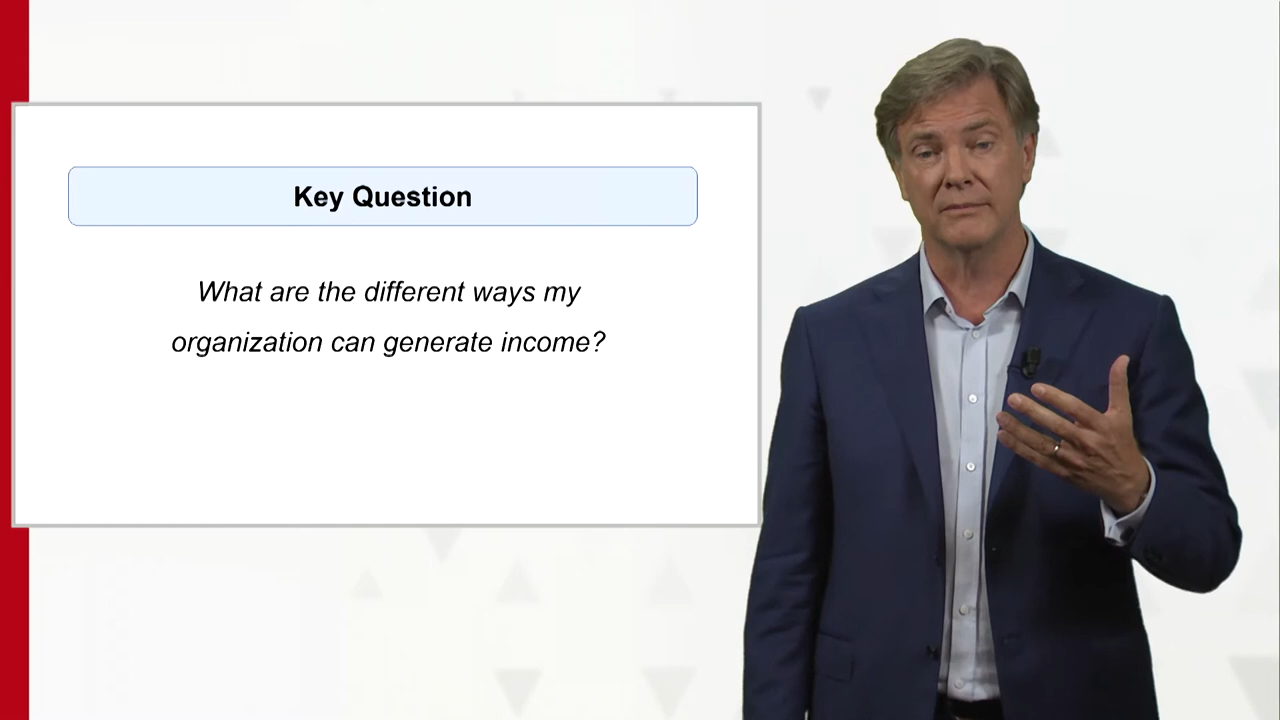 Key Question
What are the different ways my
organization can generate income?